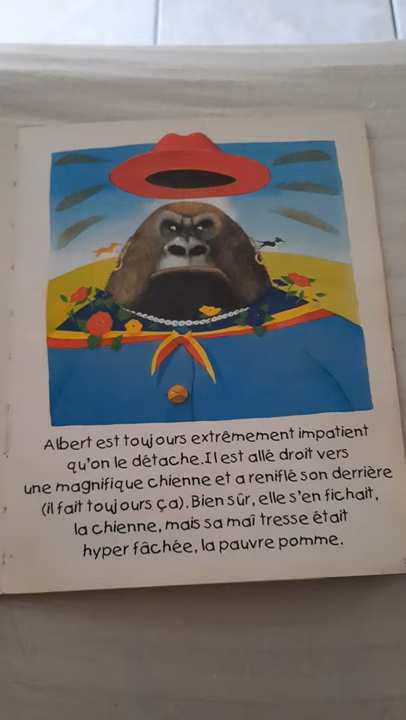 Albert est toujours extrêmement impatient
qu'on le détache. Il est allé droit vers
une magnifique chienne et a reniflé son derrière
(il fait toujours ça). Bien sûr, elle s'en fichait,
la chienne, mais sa maî tresse était
hyper fâchée, la pauvre pomme.